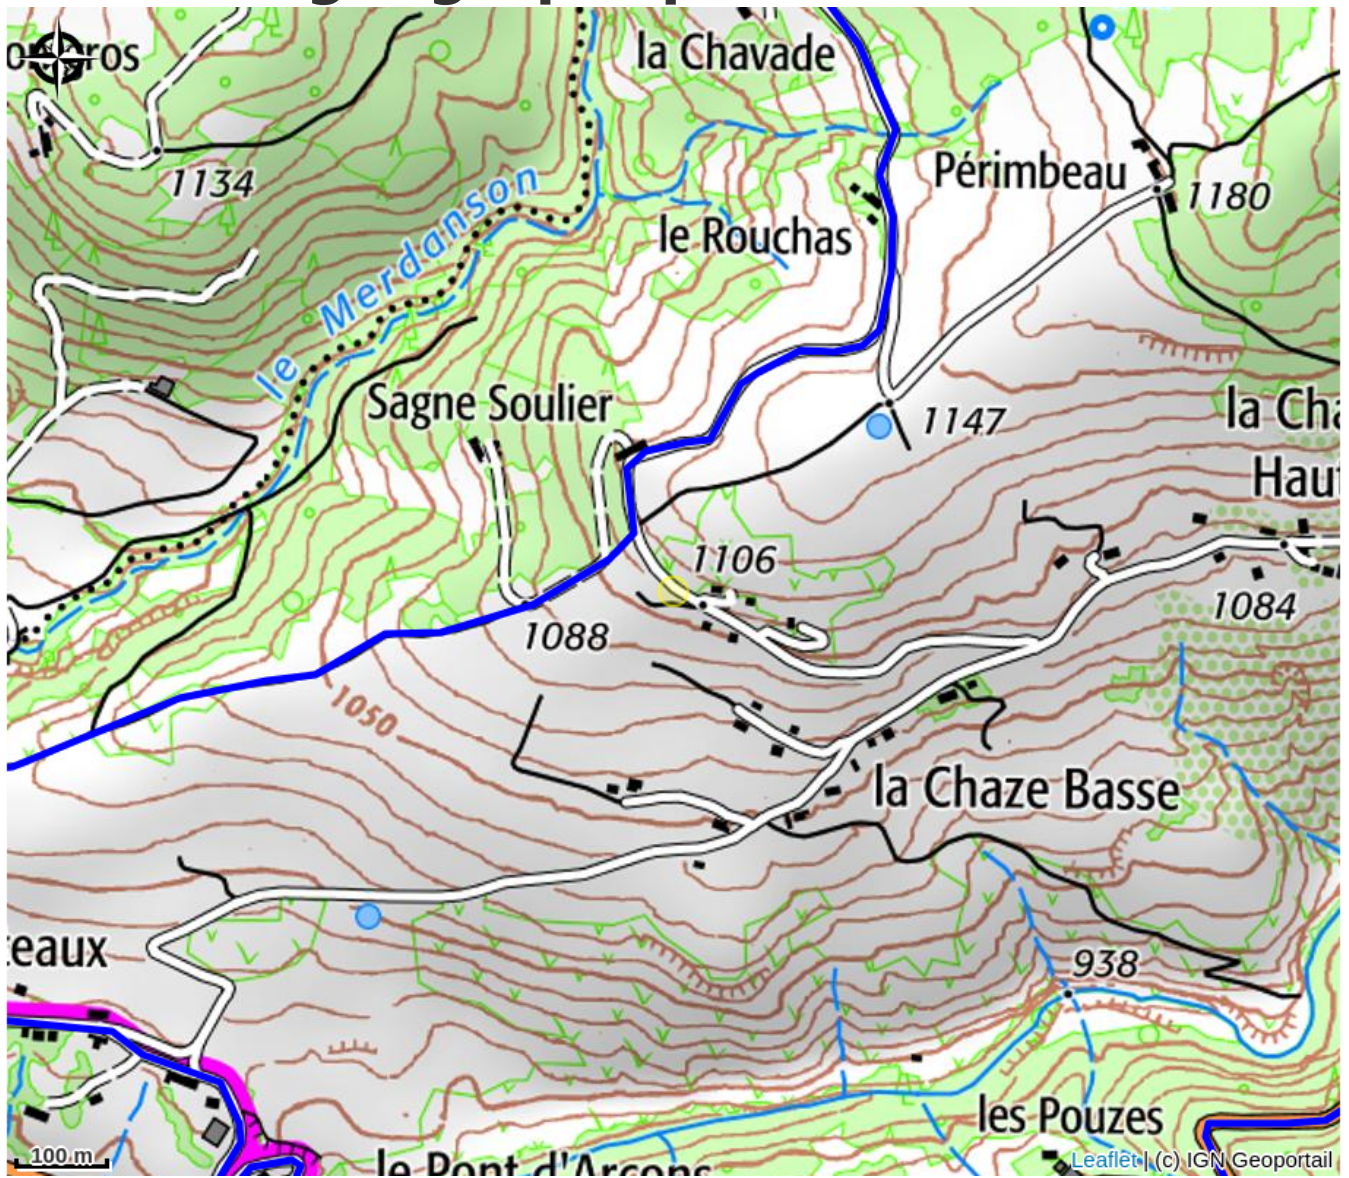 la Chavade
Périmbeau
1134
1180
le Merdanson
le Rouchas
Sagne Soulier
1147
la Cha
Haut
1106
1084
1088
1050
la Chaze Basse
teaux
938
les Pouzes
100 m
le Pont d'Arcons
Leaflet | (c) IGN Geoportail